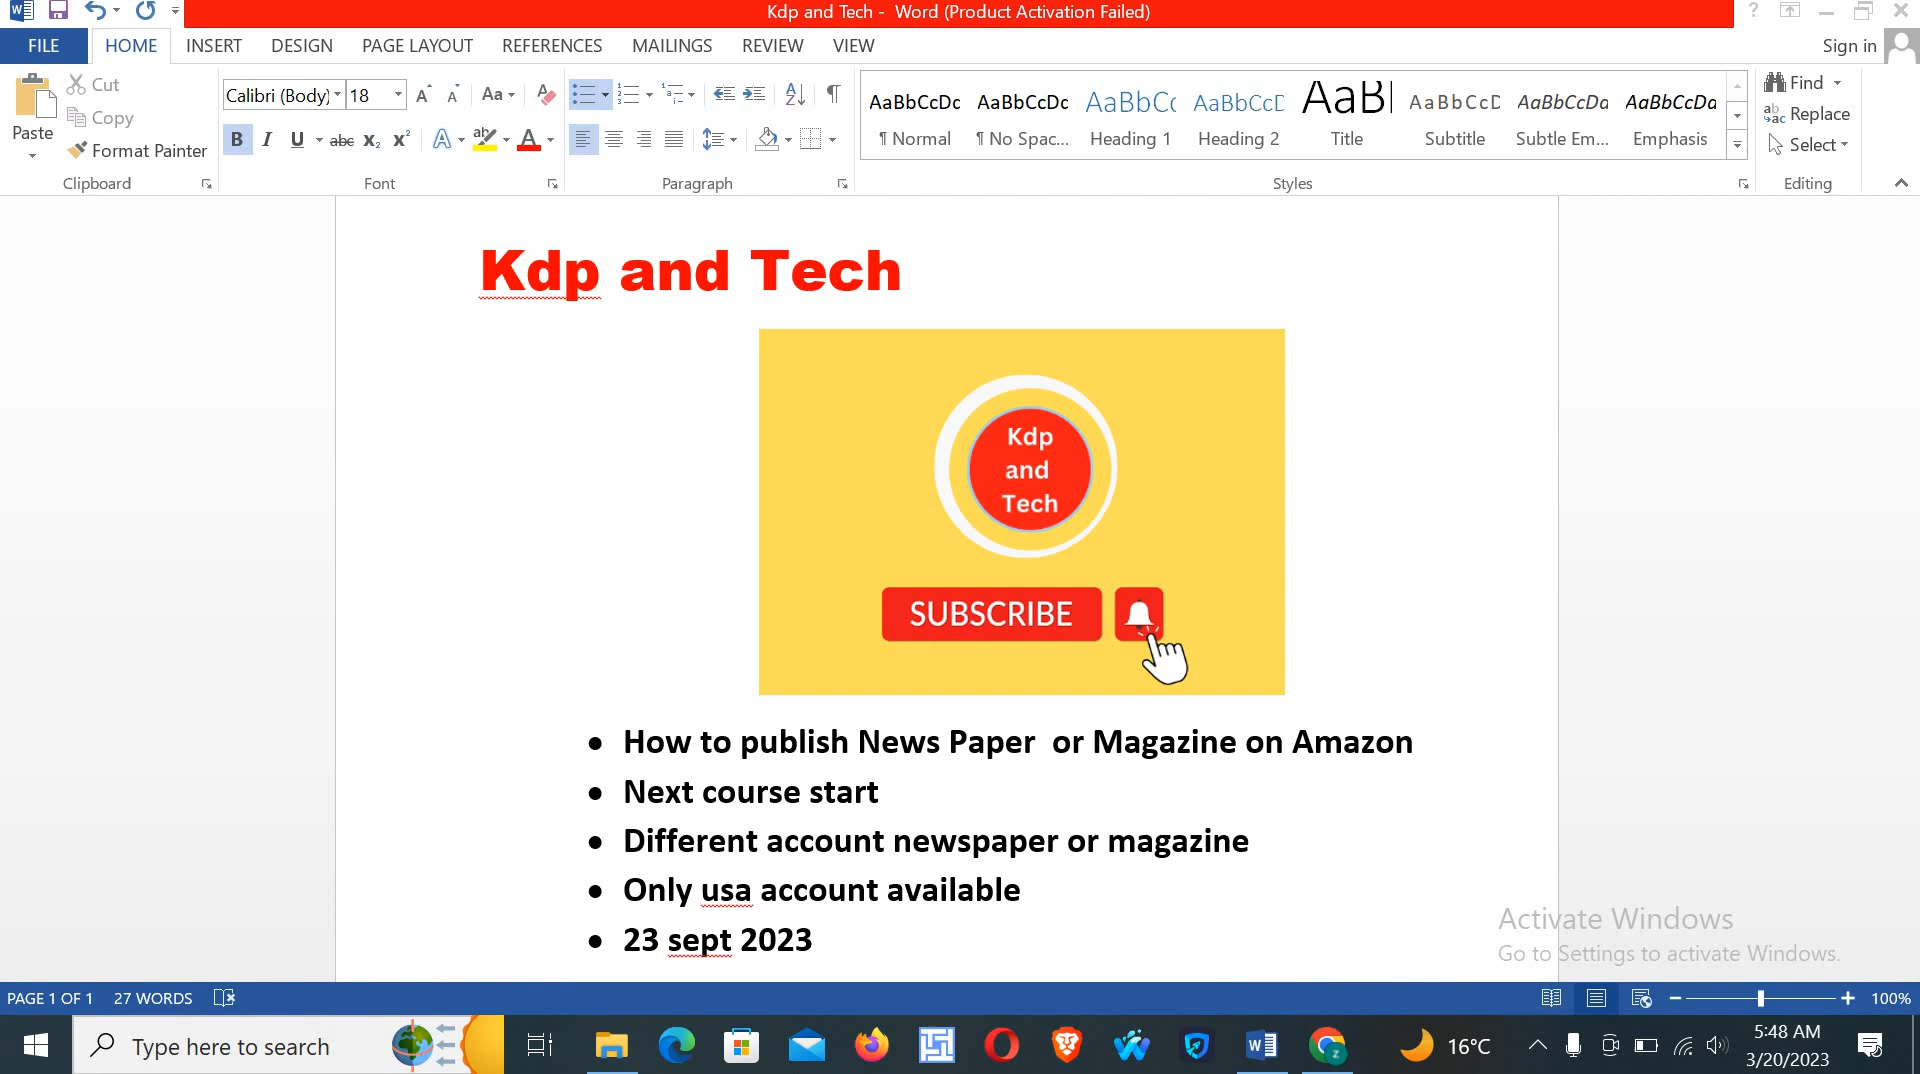 Kdp and Tech - Word (Product Activation Failed)
FILE HOME INSERT DESIGN PAGE LAYOUT REFERENCES MAILINGS REVIEW VIEW Sign in
Paste
Cut
Copy
Format Painter
Clipboard
Calibri (Body) 18
Font
Paragraph
AaBbCcDc AaBbCcDc AaBbCc AaBbCcD AaBl AaBbCcD AaBbCcDa AaBbCcDa
¶ Normal ¶ No Spac... Heading 1 Heading 2 Title Subtitle Subtle Em... Emphasis
Styles
Find
Replace
Select
Editing
Kdp and Tech
Kdp
and
Tech
SUBSCRIBE
• How to publish News Paper  or Magazine on Amazon
• Next course start
• Different account newspaper or magazine
• Only usa account available
• 23 sept 2023
Activate Windows
Go to Settings to activate Windows.
PAGE 1 OF 1 27 WORDS 100%
Type here to search
16°C
5:48 AM
3/20/2023